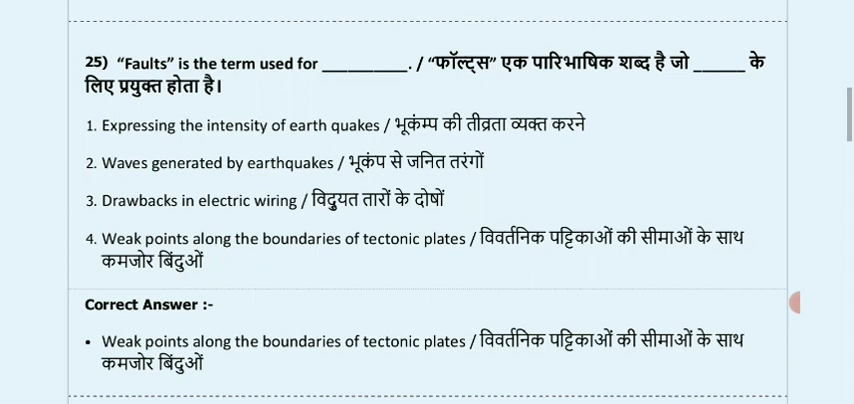 25) “Faults” is the term used for __________. / “फॉल्ट्स” एक पारिभाषिक शब्द है जो ______ के
लिए प्रयुक्त होता है।
1. Expressing the intensity of earth quakes / भूकंम्प की तीव्रता व्यक्त करने
2. Waves generated by earthquakes / भूकंप से जनित तरंगों
3. Drawbacks in electric wiring / विदुयत तारों के दोषों
4. Weak points along the boundaries of tectonic plates / विवर्तनिक पट्टिकाओं की सीमाओं के साथ
कमजोर बिंदुओं
Correct Answer :-
• Weak points along the boundaries of tectonic plates / विवर्तनिक पट्टिकाओं की सीमाओं के साथ
कमजोर बिंदुओं